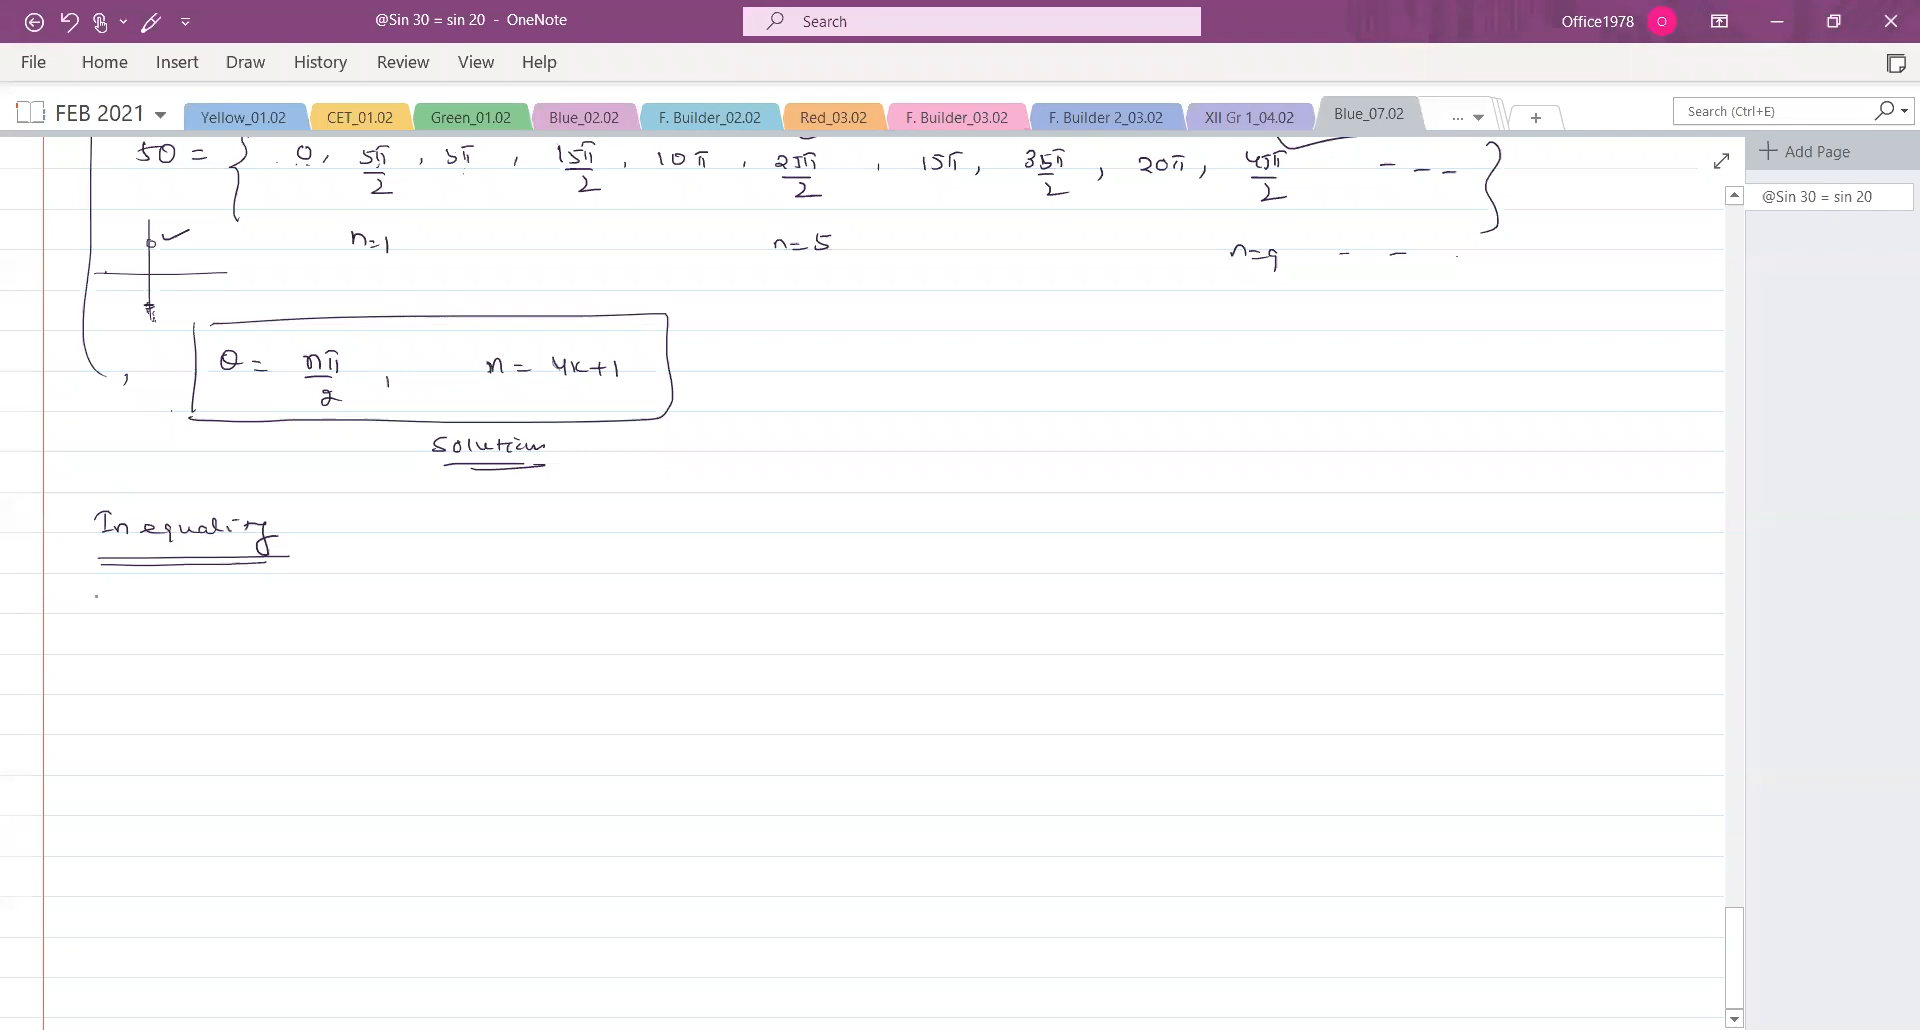 @Sin 30 = sin 20 - OneNote
Search
Office1978
O
File Home Insert Draw History Review View Help
FEB 2021
Yellow_01.02 CET_01.02 Green_01.02 Blue_02.02 F. Builder_02.02 Red_03.02 F. Builder_03.02 F. Builder 2_03.02 XII Gr 1_04.02 Blue_07.02 ... +
Search (Ctrl+E)
Add Page
@Sin 30 = sin 20
5θ = { 0, 5π/2, 5π, 15π/2, 10π, 25π/2, 15π, 35π/2, 20π, 45π/2 - - - }
n=1 n=5 n=9 - -
θ = nπ/2, n = 4k+1
Solution
Inequality